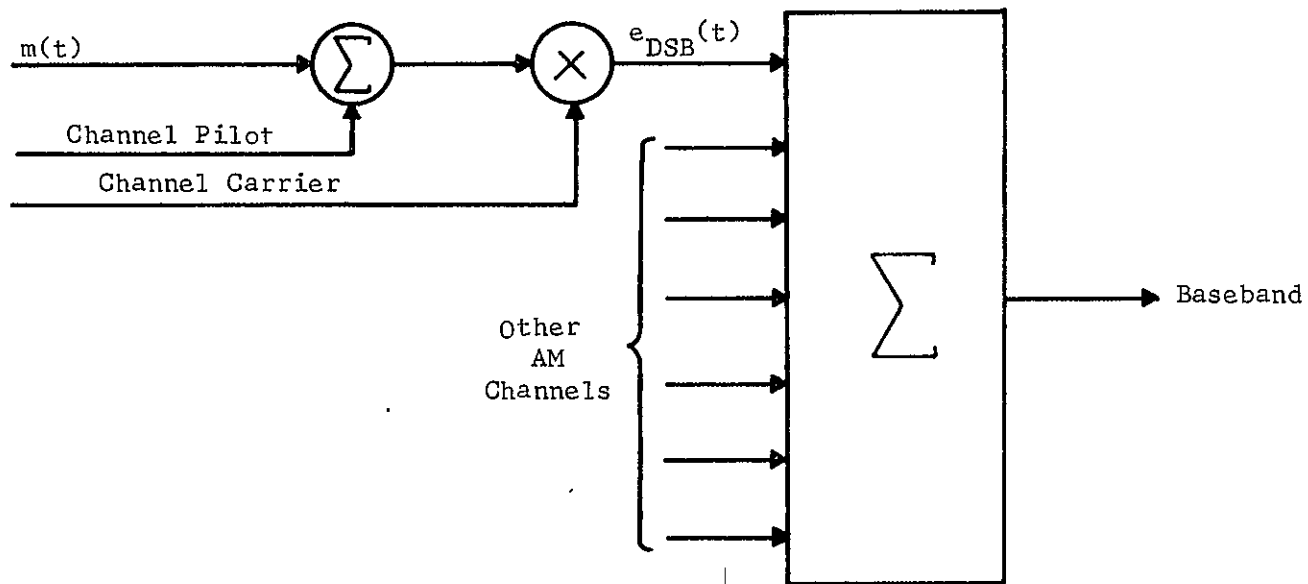 m(t)
e_DSB(t)
Channel Pilot
Channel Carrier
Σ
×
Other
AM
Channels
Σ
Baseband